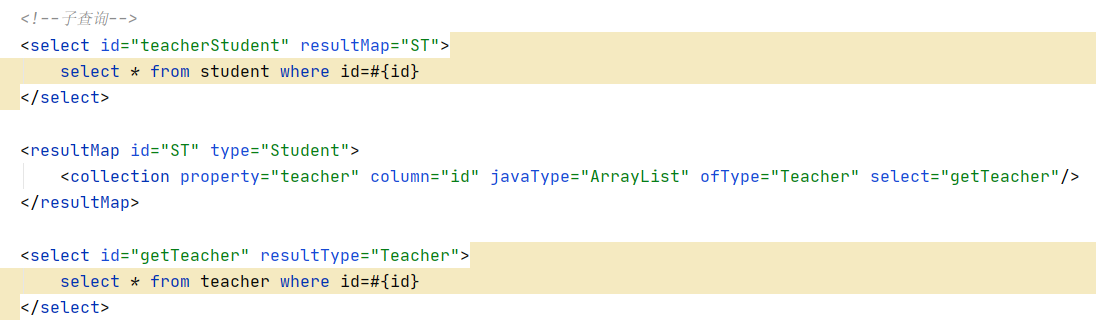 <!--子查询-->
<select id="teacherStudent" resultMap="ST">
select * from student where id=#{id}
</select>
<resultMap id="ST" type="Student">
<collection property="teacher" column="id" javaType="ArrayList" ofType="Teacher" select="getTeacher"/>
</resultMap>
<select id="getTeacher" resultType="Teacher">
select * from teacher where id=#{id}
</select>